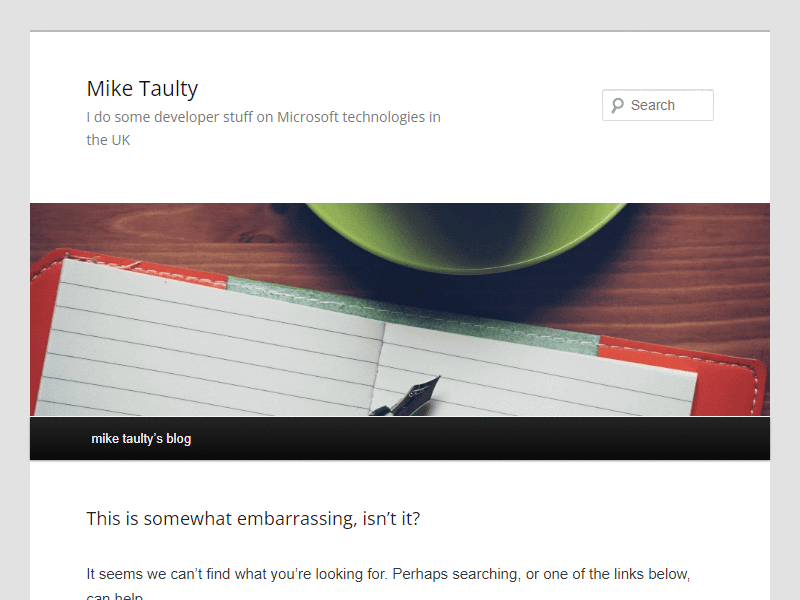 Mike Taulty
I do some developer stuff on Microsoft technologies in
the UK
Search
mike taulty's blog
This is somewhat embarrassing, isn’t it?
It seems we can’t find what you’re looking for. Perhaps searching, or one of the links below,
can help.